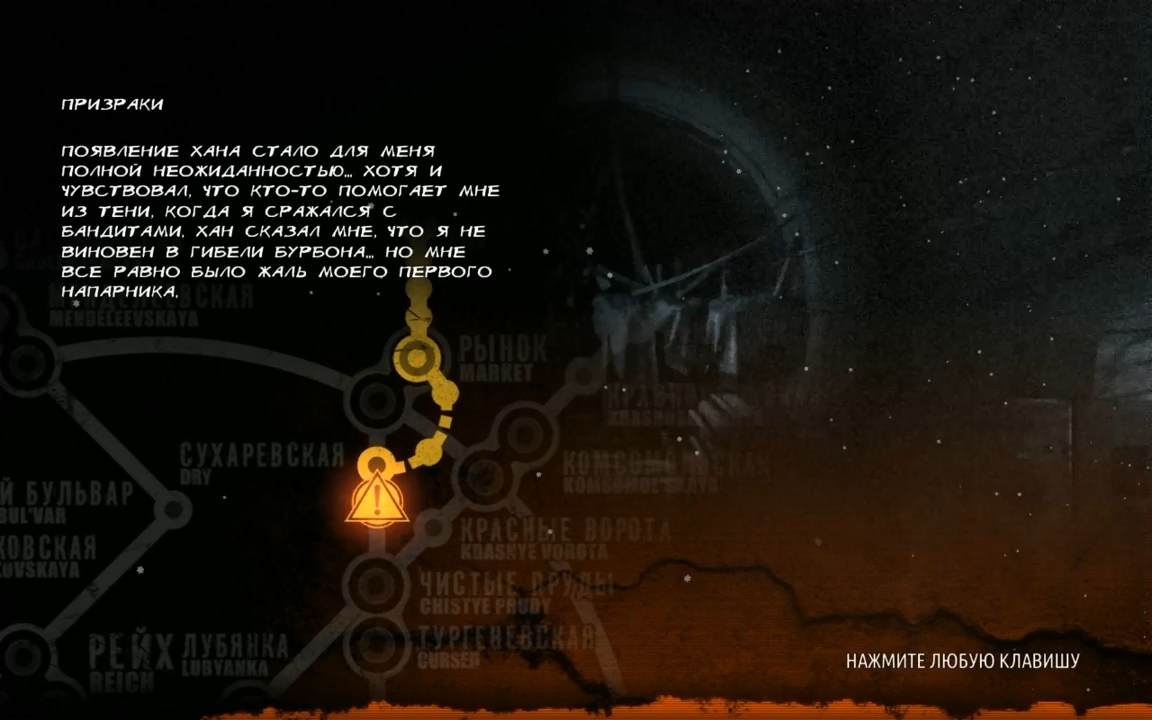 ПРИЗРАКИ
ПОЯВЛЕНИЕ ХАНА СТАЛО ДЛЯ МЕНЯ
ПОЛНОЙ НЕОЖИДАННОСТЬЮ... ХОТЯ И
ЧУВСТВОВАЛ, ЧТО КТО-ТО ПОМОГАЕТ МНЕ
ИЗ ТЕНИ, КОГДА Я СРАЖАЛСЯ С
БАНДИТАМИ. ХАН СКАЗАЛ МНЕ, ЧТО Я НЕ
ВИНОВЕН В ГИБЕЛИ БУРБОНА... НО МНЕ
ВСЕ РАВНО БЫЛО ЖАЛЬ МОЕГО ПЕРВОГО
НАПАРНИКА.
MENDELEEVSKAYA
РЫНОК
MARKET
СУХАРЕВСКАЯ
DRY
КОМСОМОЛЬСКАЯ
KOMSOMOL'SKAYA
Й БУЛЬВАР
BUL'VAR
КРАСНЫЕ ВОРОТА
KRASNYE VOROTA
КОВСКАЯ
KOVSKAYA
ЧИСТЫЕ ПРУДЫ
CHISTYE PRUDY
РЕЙХ
REICH
ЛУБЯНКА
LUBYANKA
ТУРГЕНЕВСКАЯ
CURSED
НАЖМИТЕ ЛЮБУЮ КЛАВИШУ